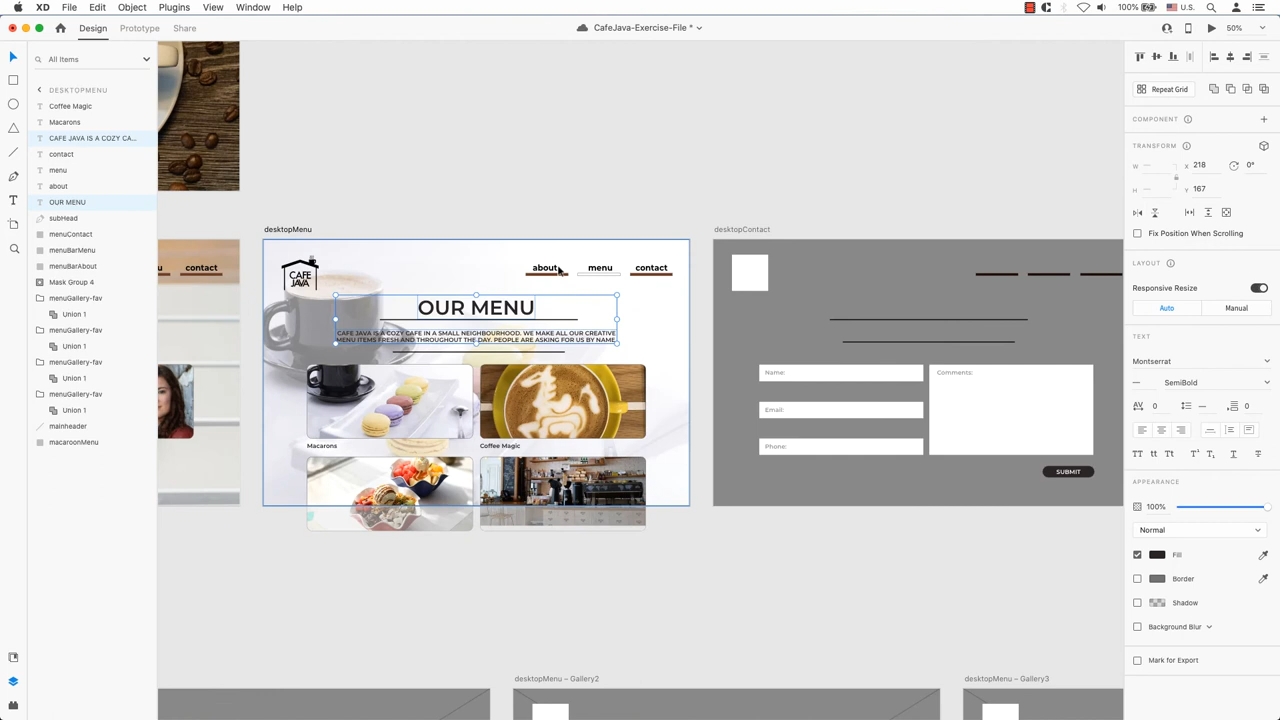 XD File Edit Object Plugins View Window Help 100% U.S.
Design Prototype Share CafeJava-Exercise-File * 50%
All Items
DESKTOPMENU
Coffee Magic
Macarons
CAFE JAVA IS A COZY CA...
contact
menu
about
OUR MENU
subHead
menuContact
menuBarMenu
menuBarAbout
Mask Group 4
menuGallery-fav
Union 1
menuGallery-fav
Union 1
menuGallery-fav
Union 1
menuGallery-fav
Union 1
mainheader
macaroonMenu
u contact
desktopMenu
CAFE
JAVA
about menu contact
OUR MENU
CAFE JAVA IS A COZY CAFE IN A SMALL NEIGHBOURHOOD. WE MAKE ALL OUR CREATIVE
MENU ITEMS FRESH AND THROUGHOUT THE DAY. PEOPLE ARE ASKING FOR US BY NAME.
Macarons Coffee Magic
desktopContact
Name: Comments:
Email:
Phone:
SUBMIT
desktopMenu – Gallery2 desktopMenu – Gallery3
Repeat Grid
COMPONENT
TRANSFORM
W X 218 0°
H Y 167
Fix Position When Scrolling
LAYOUT
Responsive Resize
Auto Manual
TEXT
Montserrat
SemiBold
AV 0 0
TT tt Tt T¹ T₁ T T
APPEARANCE
100%
Normal
Fill
Border
Shadow
Background Blur
Mark for Export